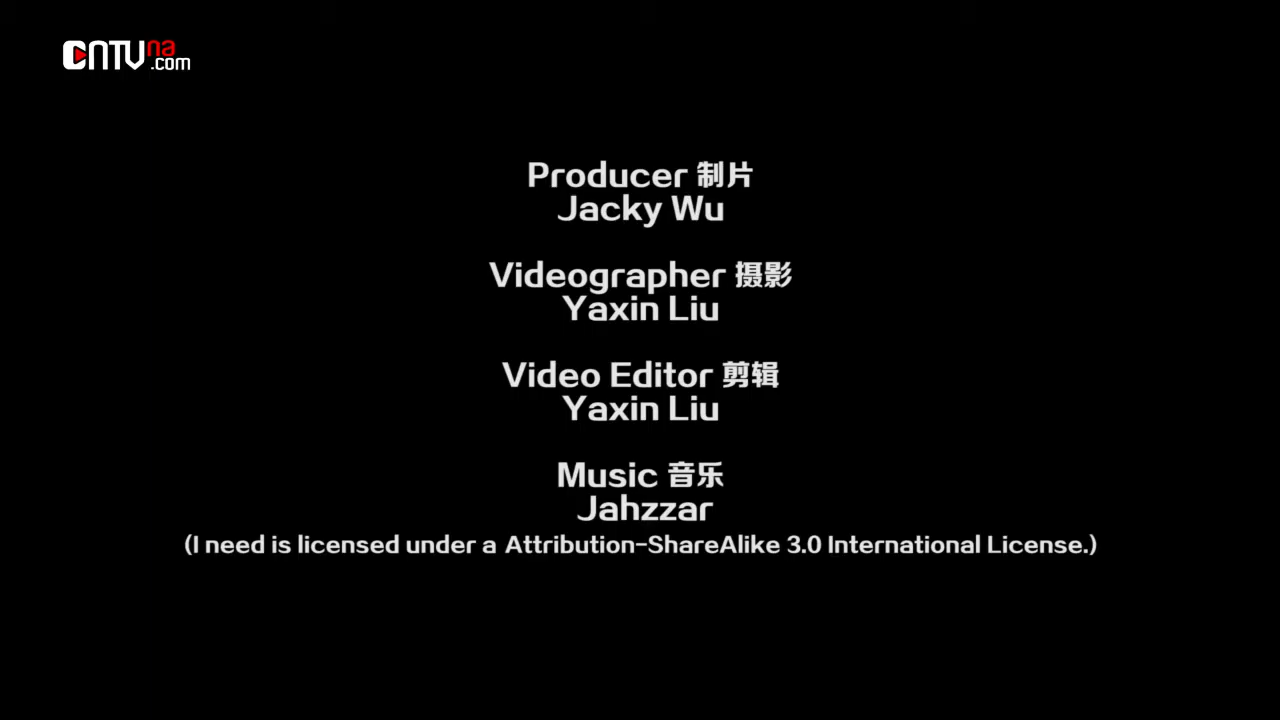 CNTVna.com
Producer 制片
Jacky Wu
Videographer 摄影
Yaxin Liu
Video Editor 剪辑
Yaxin Liu
Music 音乐
Jahzzar
(I need is licensed under a Attribution-ShareAlike 3.0 International License.)